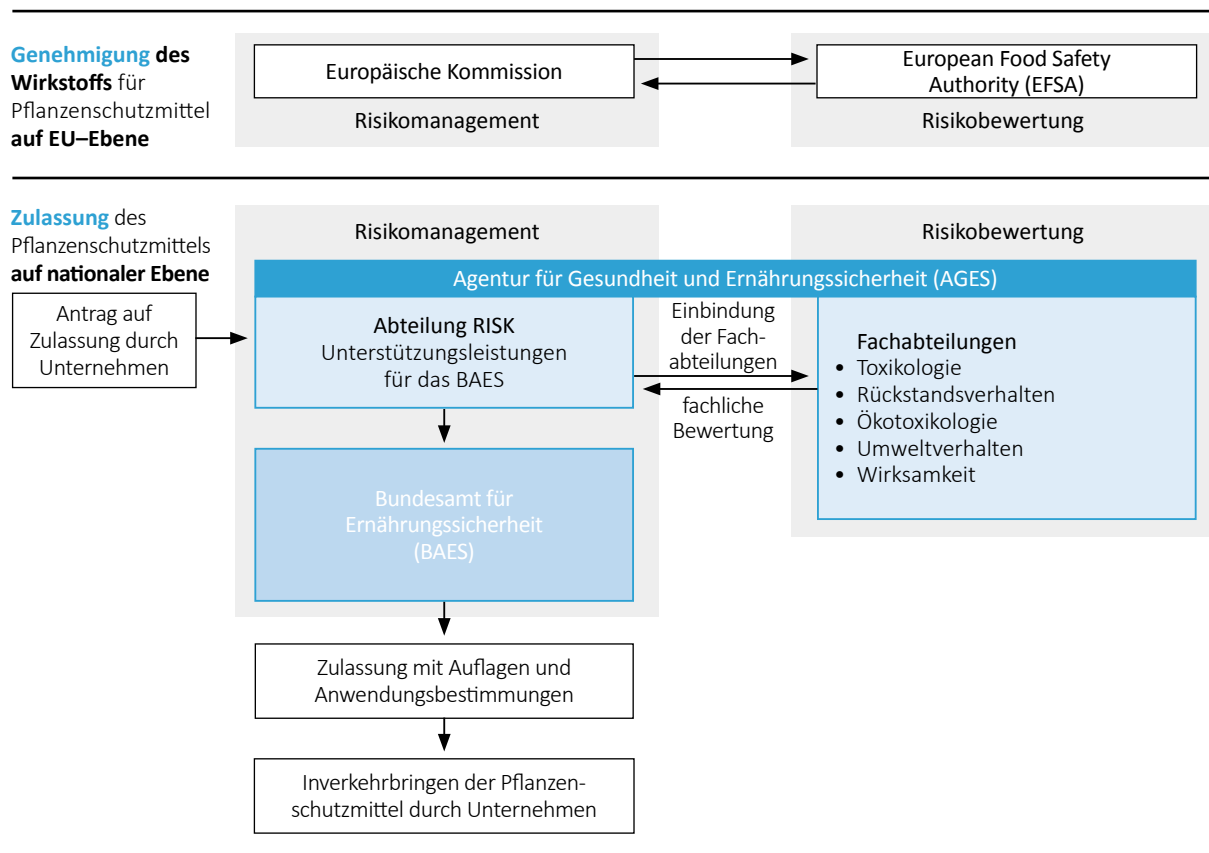 Genehmigung des
Wirkstoffs für
Pflanzenschutzmittel
auf EU–Ebene
Europäische Kommission
Risikomanagement
European Food Safety
Authority (EFSA)
Risikobewertung
Zulassung des
Pflanzenschutzmittels
auf nationaler Ebene
Risikomanagement
Risikobewertung
Agentur für Gesundheit und Ernährungssicherheit (AGES)
Antrag auf
Zulassung durch
Unternehmen
Abteilung RISK
Unterstützungsleistungen
für das BAES
Einbindung
der Fach-
abteilungen
fachliche
Bewertung
Fachabteilungen
• Toxikologie
• Rückstandsverhalten
• Ökotoxikologie
• Umweltverhalten
• Wirksamkeit
Bundesamt für
Ernährungssicherheit
(BAES)
Zulassung mit Auflagen und
Anwendungsbestimmungen
Inverkehrbringen der Pflanzen-
schutzmittel durch Unternehmen